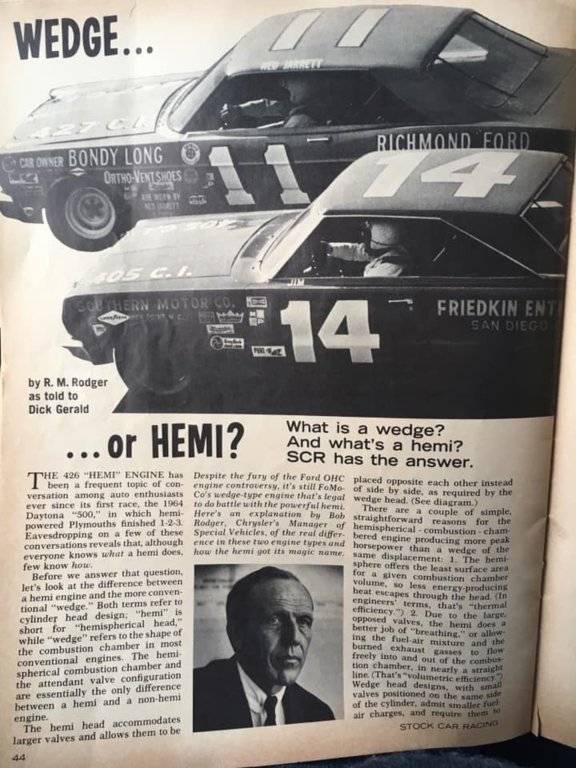 WEDGE...
11
NED JARRETT
427 C.I.
CAR OWNER BONDY LONG
ORTHO-VENT SHOES
11
RICHMOND FORD
14
405 C.I.
JIM
SOUTHERN MOTOR CO.
14
FRIEDKIN ENT
SAN DIEGO
GOODYEAR
PURE
by R. M. Rodger
as told to
Dick Gerald
...or HEMI?
What is a wedge?
And what's a hemi?
SCR has the answer.
THE 426 "HEMI" ENGINE has
been a frequent topic of con-
versation among auto enthusiasts
ever since its first race, the 1964
Daytona "500," in which hemi-
powered Plymouths finished 1-2-3.
Eavesdropping on a few of these
conversations reveals that, although
everyone knows what a hemi does,
few know how.
Before we answer that question,
let's look at the difference between
a hemi engine and the more conven-
tional "wedge." Both terms refer to
cylinder head design; "hemi" is
short for "hemispherical head,"
while "wedge" refers to the shape of
the combustion chamber in most
conventional engines. The hemi-
spherical combustion chamber and
the attendant valve configuration
are essentially the only difference
between a hemi and a non-hemi
engine.
The hemi head accommodates
larger valves and allows them to be
Despite the fury of the Ford OHC
engine controversy, it's still FoMo-
Co's wedge-type engine that's legal
to do battle with the powerful hemi.
Here's an explanation by Bob
Rodger, Chrysler's Manager of
Special Vehicles, of the real differ-
ence in these two engine types and
how the hemi got its magic name.
placed opposite each other instead
of side by side, as required by the
wedge head. (See diagram.)
There are a couple of simple,
straightforward reasons for the
hemispherical-combustion-cham-
bered engine producing more peak
horsepower than a wedge of the
same displacement: 1. The hemi-
sphere offers the least surface area
for a given combustion chamber
volume, so less energy-producing
heat escapes through the head. (In
engineers' terms, that's "thermal
efficiency.") 2. Due to the large,
opposed valves, the hemi does a
better job of "breathing," or allow-
ing the fuel-air mixture and the
burned exhaust gasses to flow
freely into and out of the combus-
tion chamber, in nearly a straight
line. (That's "volumetric efficiency.")
Wedge head designs, with small
valves positioned on the same side
of the cylinder, admit smaller fuel-
air charges, and require them to
STOCK CAR RACING
44